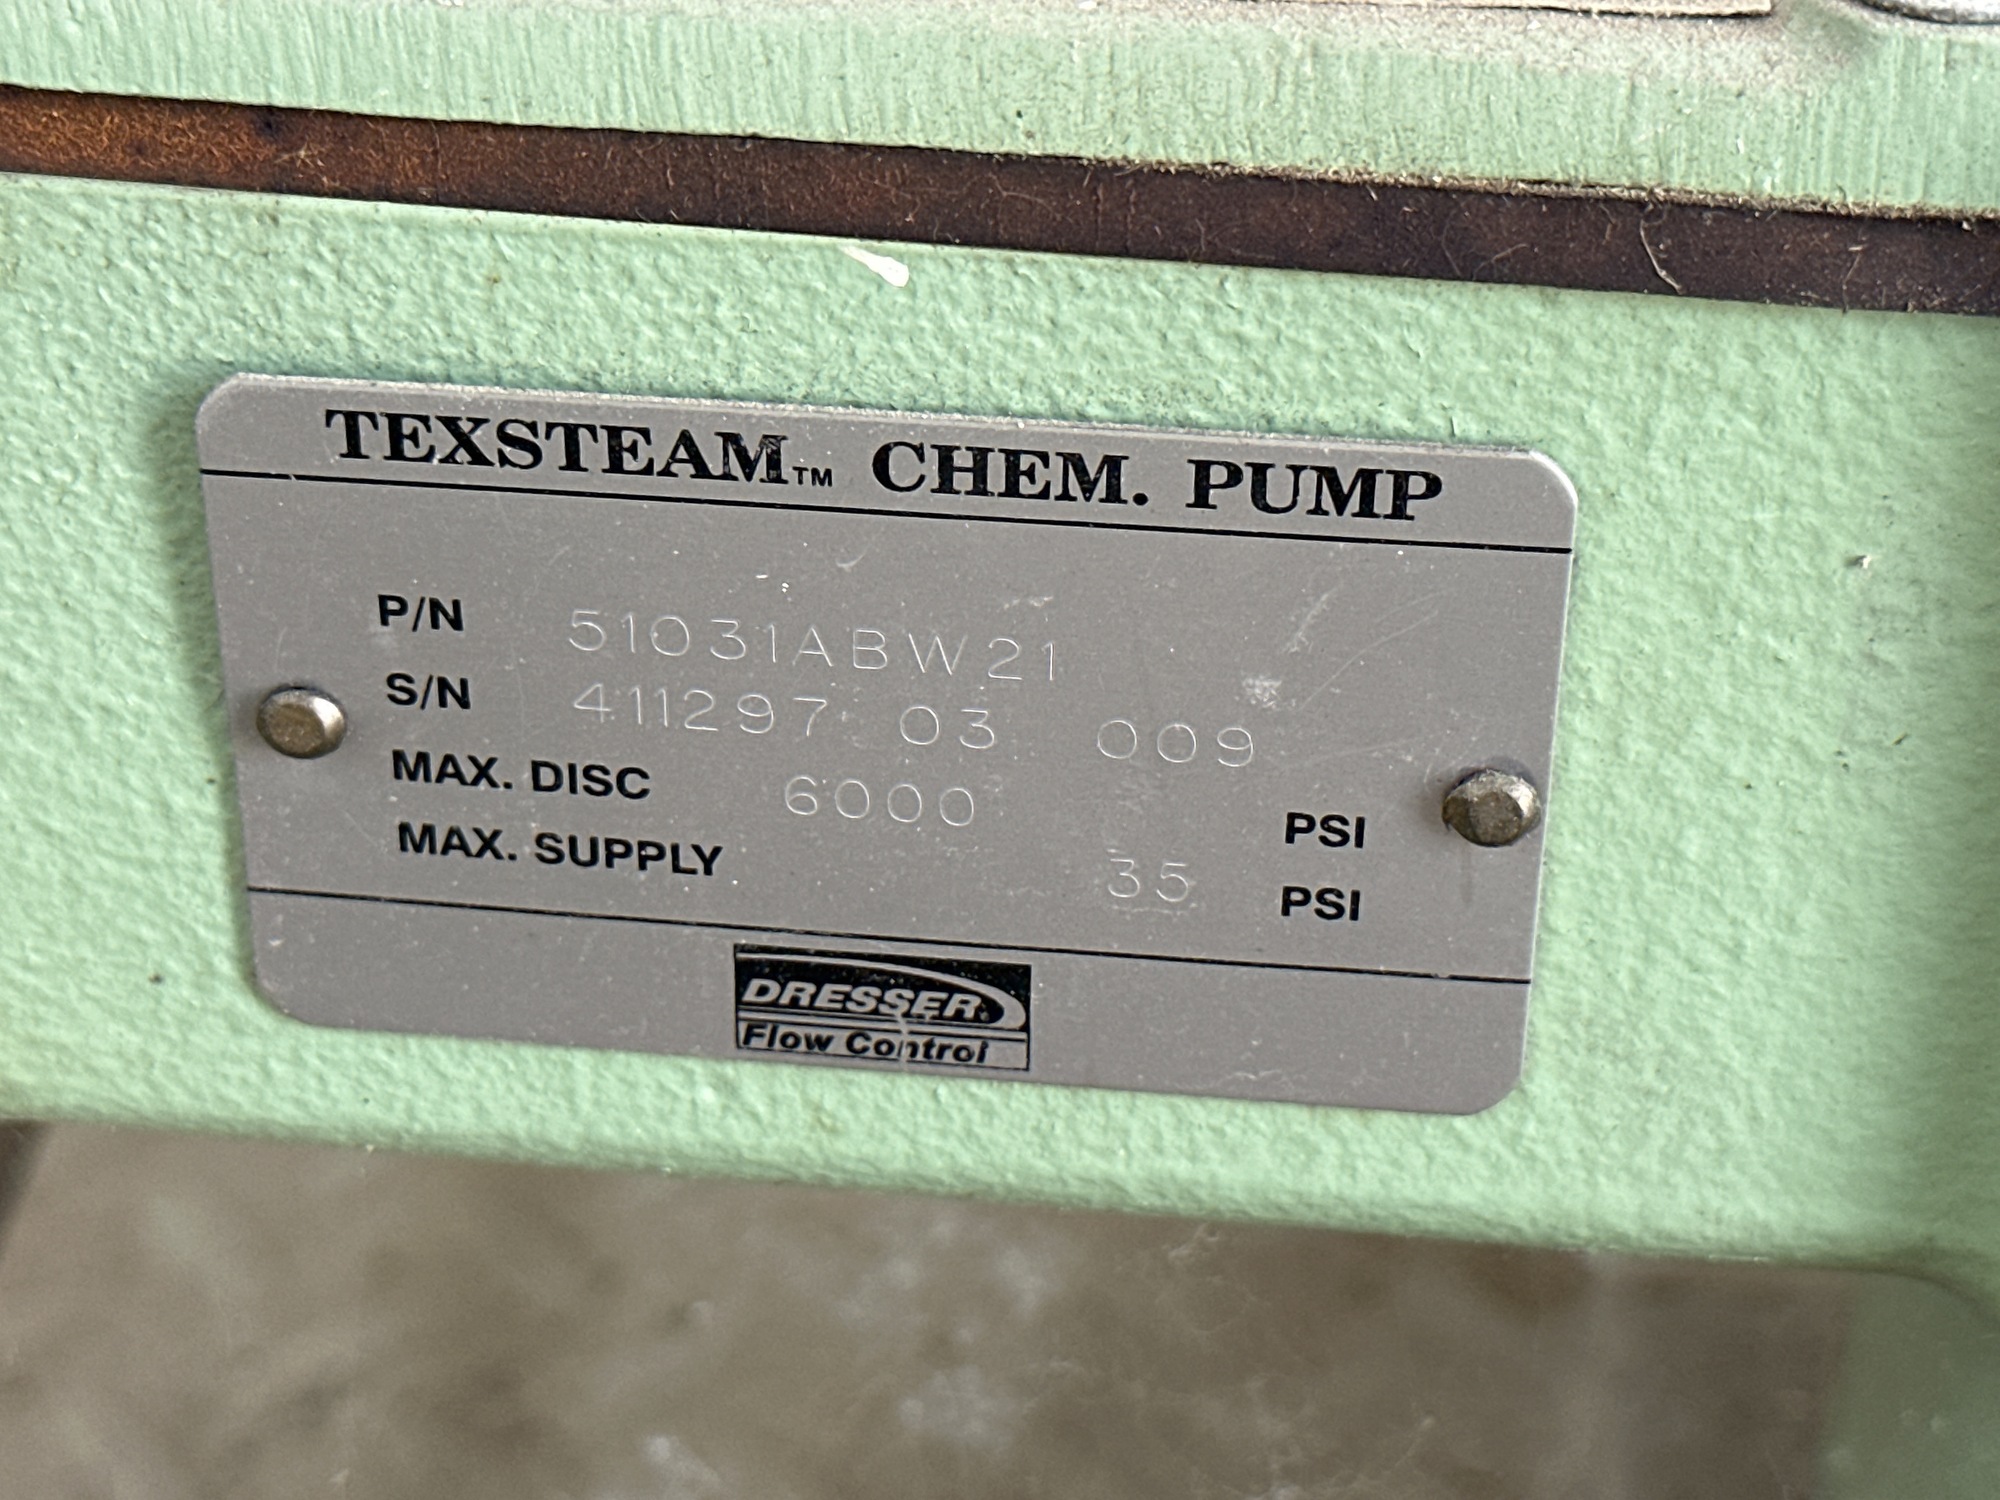 TEXSTEAM™ CHEM. PUMP
P/N 51031ABW21
S/N 411297 03 009
MAX. DISC 6000 PSI
MAX. SUPPLY 35 PSI
DRESSER®
Flow Control